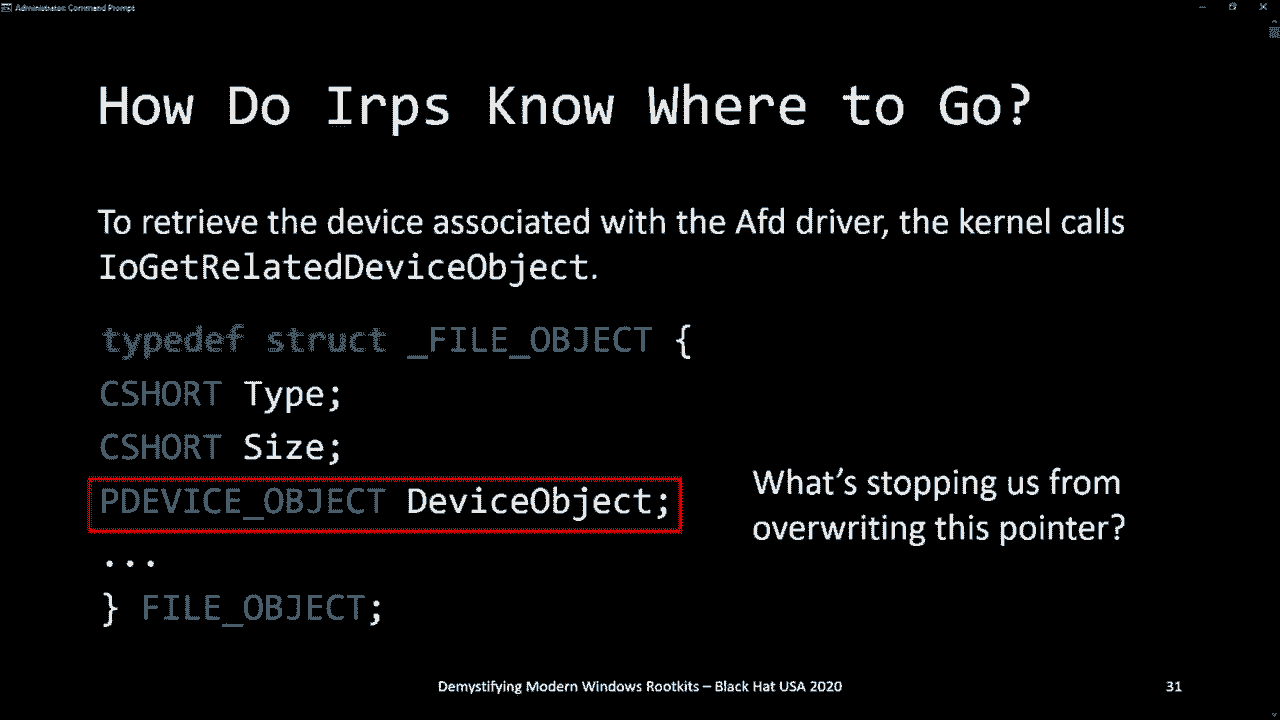 Administrator: Command Prompt
How Do Irps Know Where to Go?
To retrieve the device associated with the Afd driver, the kernel calls
IoGetRelatedDeviceObject.
typedef struct _FILE_OBJECT {
CSHORT Type;
CSHORT Size;
PDEVICE_OBJECT DeviceObject;
...
} FILE_OBJECT;
What's stopping us from
overwriting this pointer?
Demystifying Modern Windows Rootkits – Black Hat USA 2020
31